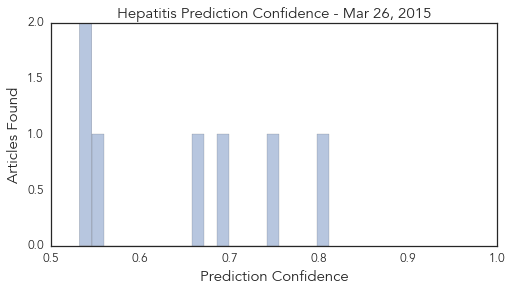 Hepatitis Prediction Confidence - Mar 26, 2015
2.0
1.5
1.0
0.5
0.0
Articles Found
0.5 0.6 0.7 0.8 0.9 1.0
Prediction Confidence